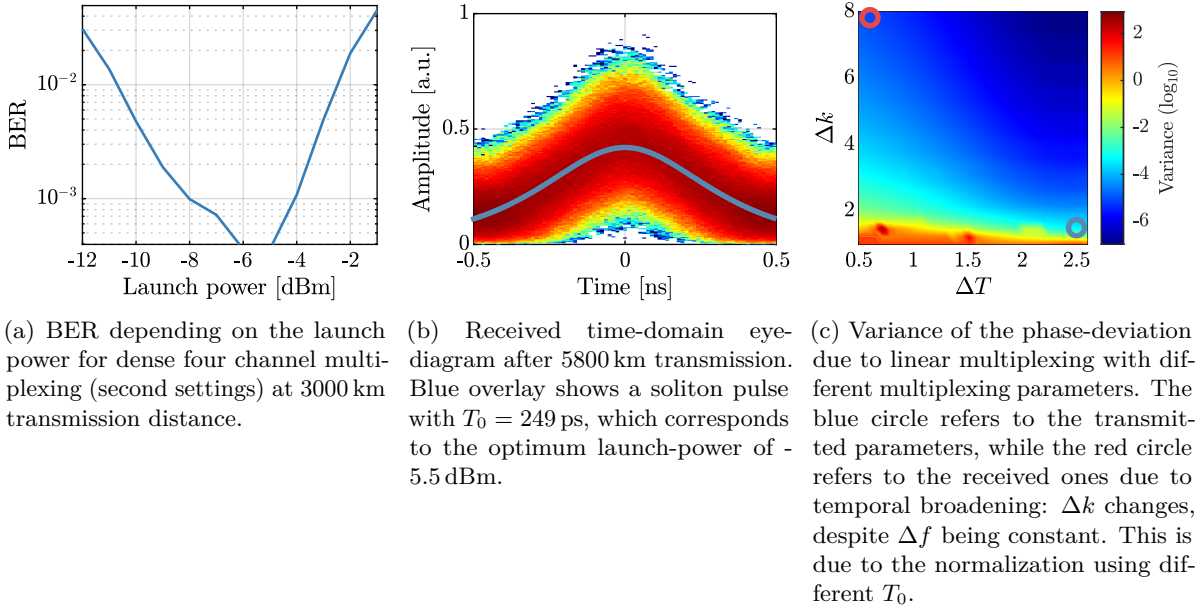 BER
10−2
10−3
-12
-10
-8
-6
-4
-2
Launch power [dBm]
Amplitude [a.u.]
1
0.5
0
-0.5
0
0.5
Time [ns]
Δk
8
6
4
2
0.5
1
1.5
2
2.5
ΔT
2
0
-2
-4
-6
Variance (log10)
(a) BER depending on the launch
power for dense four channel multi-
plexing (second settings) at 3000 km
transmission distance.
(b) Received time-domain eye-
diagram after 5800 km transmission.
Blue overlay shows a soliton pulse
with T0 = 249 ps, which corresponds
to the optimum launch-power of -
5.5 dBm.
(c) Variance of the phase-deviation
due to linear multiplexing with dif-
ferent multiplexing parameters. The
blue circle refers to the transmit-
ted parameters, while the red circle
refers to the received ones due to
temporal broadening: Δk changes,
despite Δf being constant. This is
due to the normalization using dif-
ferent T0.